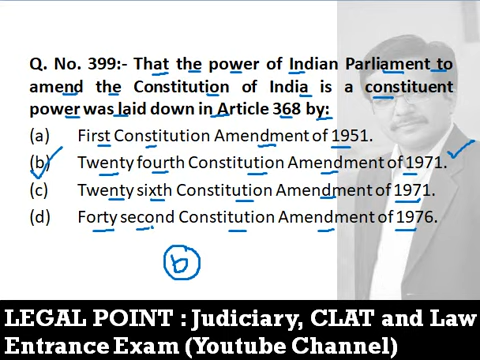 Q. No. 399:- That the power of Indian Parliament to
amend the Constitution of India is a constituent
power was laid down in Article 368 by:
(a) First Constitution Amendment of 1951.
(b) Twenty fourth Constitution Amendment of 1971.
(c) Twenty sixth Constitution Amendment of 1971.
(d) Forty second Constitution Amendment of 1976.
b
LEGAL POINT : Judiciary, CLAT and Law
Entrance Exam (Youtube Channel)